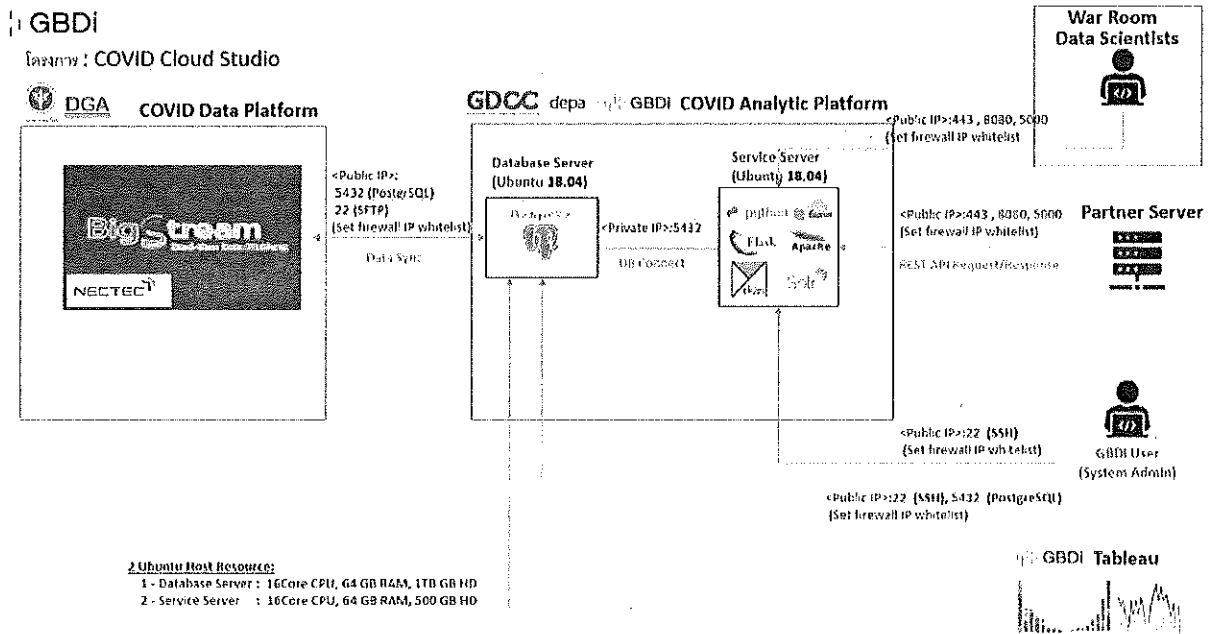 GBDi
โครงการ : COVID Cloud Studio
DGA
COVID Data Platform
BigStream
NECTEC
<Public IP>:
5432 (PosterSQL)
22 (SFTP)
(Set firewall IP whitelist)
Data Sync
GDCC depa GBDi COVID Analytic Platform
Database Server
(Ubuntu 18.04)
<Private IP>:5432
DB Connect
Service Server
(Ubuntu 18.04)
python
Flask
Apache
Solr
War Room
Data Scientists
<Public IP>:443 , 8080, 5000
(Set firewall IP whitelist
<Public IP>:443 , 8080, 5000
(Set firewall IP whitelist)
REST API Request/Response
Partner Server
<Public IP>:22 (SSH)
(Set firewall IP whitelist)
GBDI User
(System Admin)
<Public IP>:22 (SSH), 5432 (PostgreSQL)
(Set firewall IP whitelist)
2 Ubuntu Host Resource:
1 - Database Server : 16Core CPU, 64 GB RAM, 1TB GB HD
2 - Service Server : 16Core CPU, 64 GB RAM, 500 GB HD
GBDi Tableau